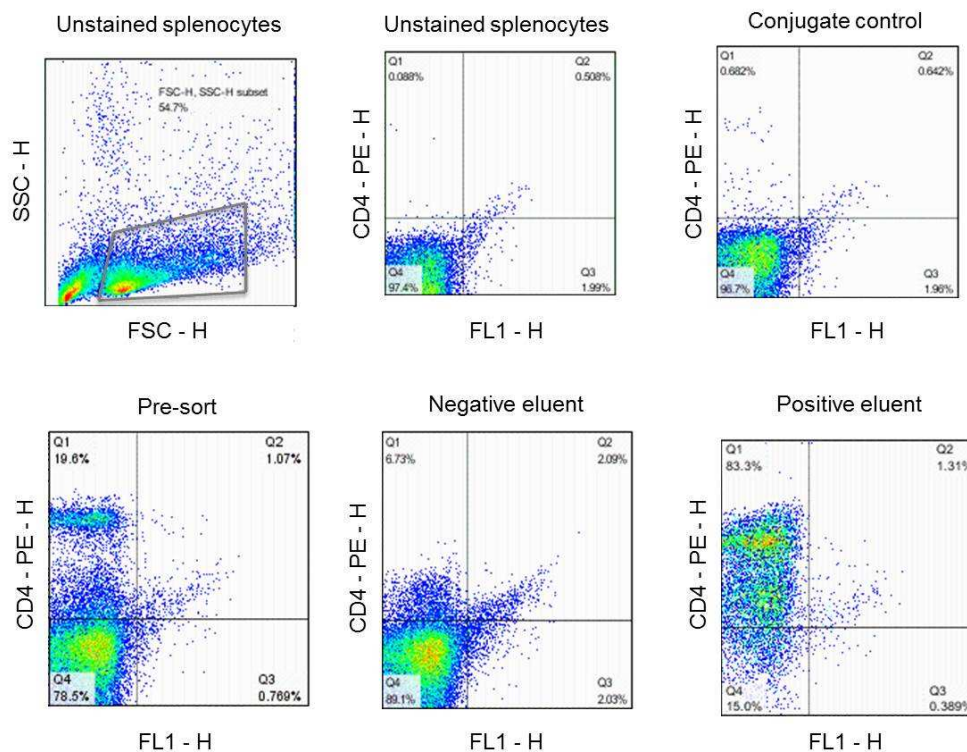 Unstained splenocytes
Unstained splenocytes
Conjugate control
SSC - H
FSC-H, SSC-H subset
54.7%
FSC - H
CD4 - PE - H
Q1
0.088%
Q2
0.508%
Q4
97.4%
Q3
1.99%
FL1 - H
CD4 - PE - H
Q1
0.682%
Q2
0.642%
Q4
96.7%
Q3
1.96%
FL1 - H
Pre-sort
Negative eluent
Positive eluent
CD4 - PE - H
Q1
19.6%
Q2
1.07%
Q4
78.5%
Q3
0.769%
FL1 - H
CD4 - PE - H
Q1
6.73%
Q2
2.09%
Q4
89.1%
Q3
2.03%
FL1 - H
CD4 - PE - H
Q1
83.3%
Q2
1.31%
Q4
15.0%
Q3
0.389%
FL1 - H